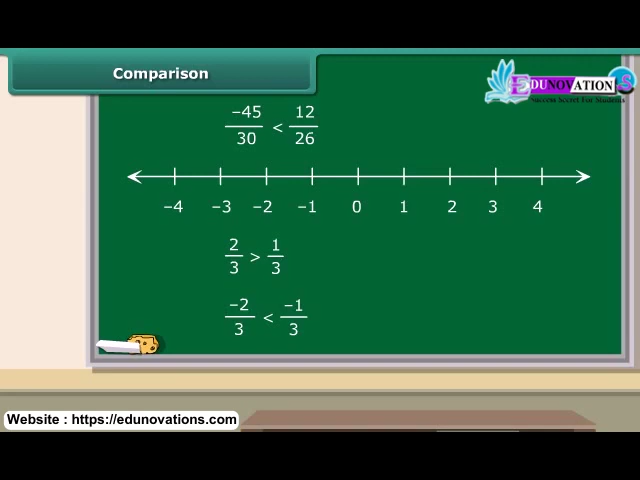 Comparison
EDUNOVATIONS
Success Secret For Students
–45/30 < 12/26
–4 –3 –2 –1 0 1 2 3 4
2/3 > 1/3
–2/3 < –1/3
Website : https://edunovations.com